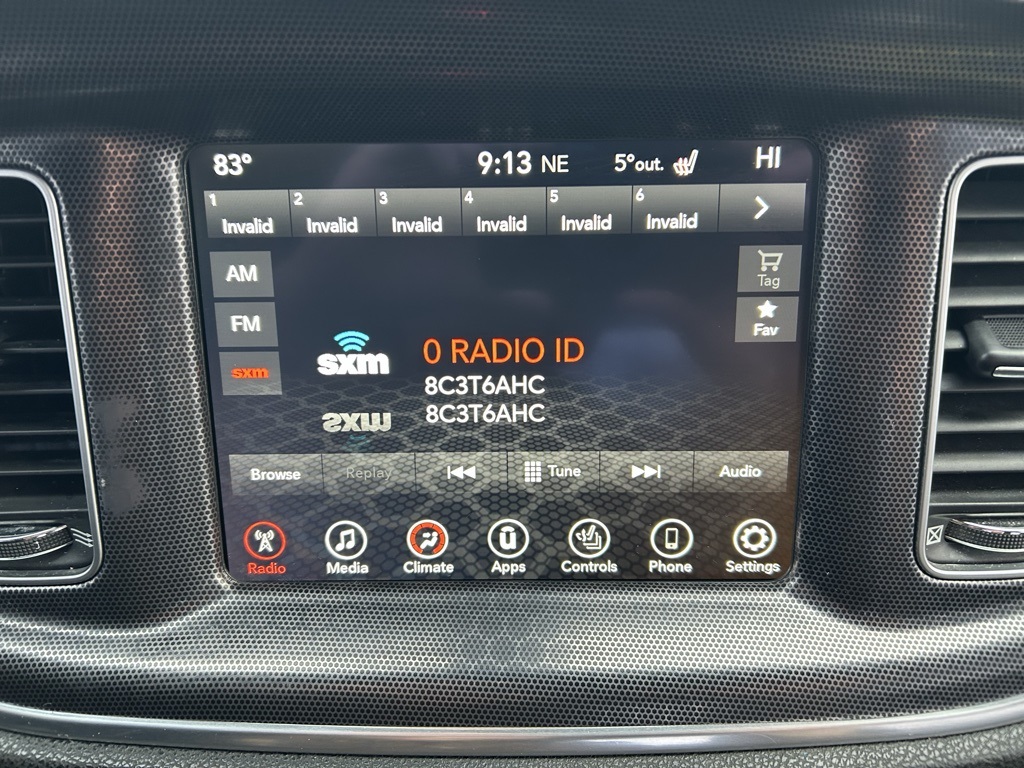 83° 9:13 NE 5°out. HI
1 2 3 4 5 6
Invalid Invalid Invalid Invalid Invalid Invalid
AM
Tag
FM
Fav
sxm
sxm
0 RADIO ID
8C3T6AHC
8C3T6AHC
Browse Replay Tune Audio
Radio Media Climate Apps Controls Phone Settings